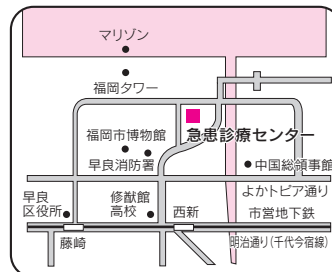 マリゾン
福岡タワー
福岡市博物館
急患診療センター
早良消防署
中国総領事館
よかトピア通り
早良
区役所
修猷館
高校
西新
市営地下鉄
藤崎
明治通り(千代今宿線)